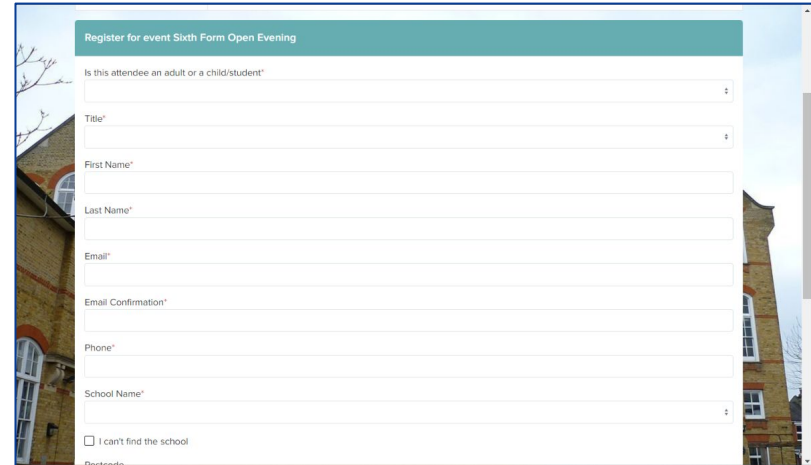 Register for event Sixth Form Open Evening
Is this attendee an adult or a child/student*
Title*
First Name*
Last Name*
Email*
Email Confirmation*
Phone*
School Name*
I can't find the school
Postcode